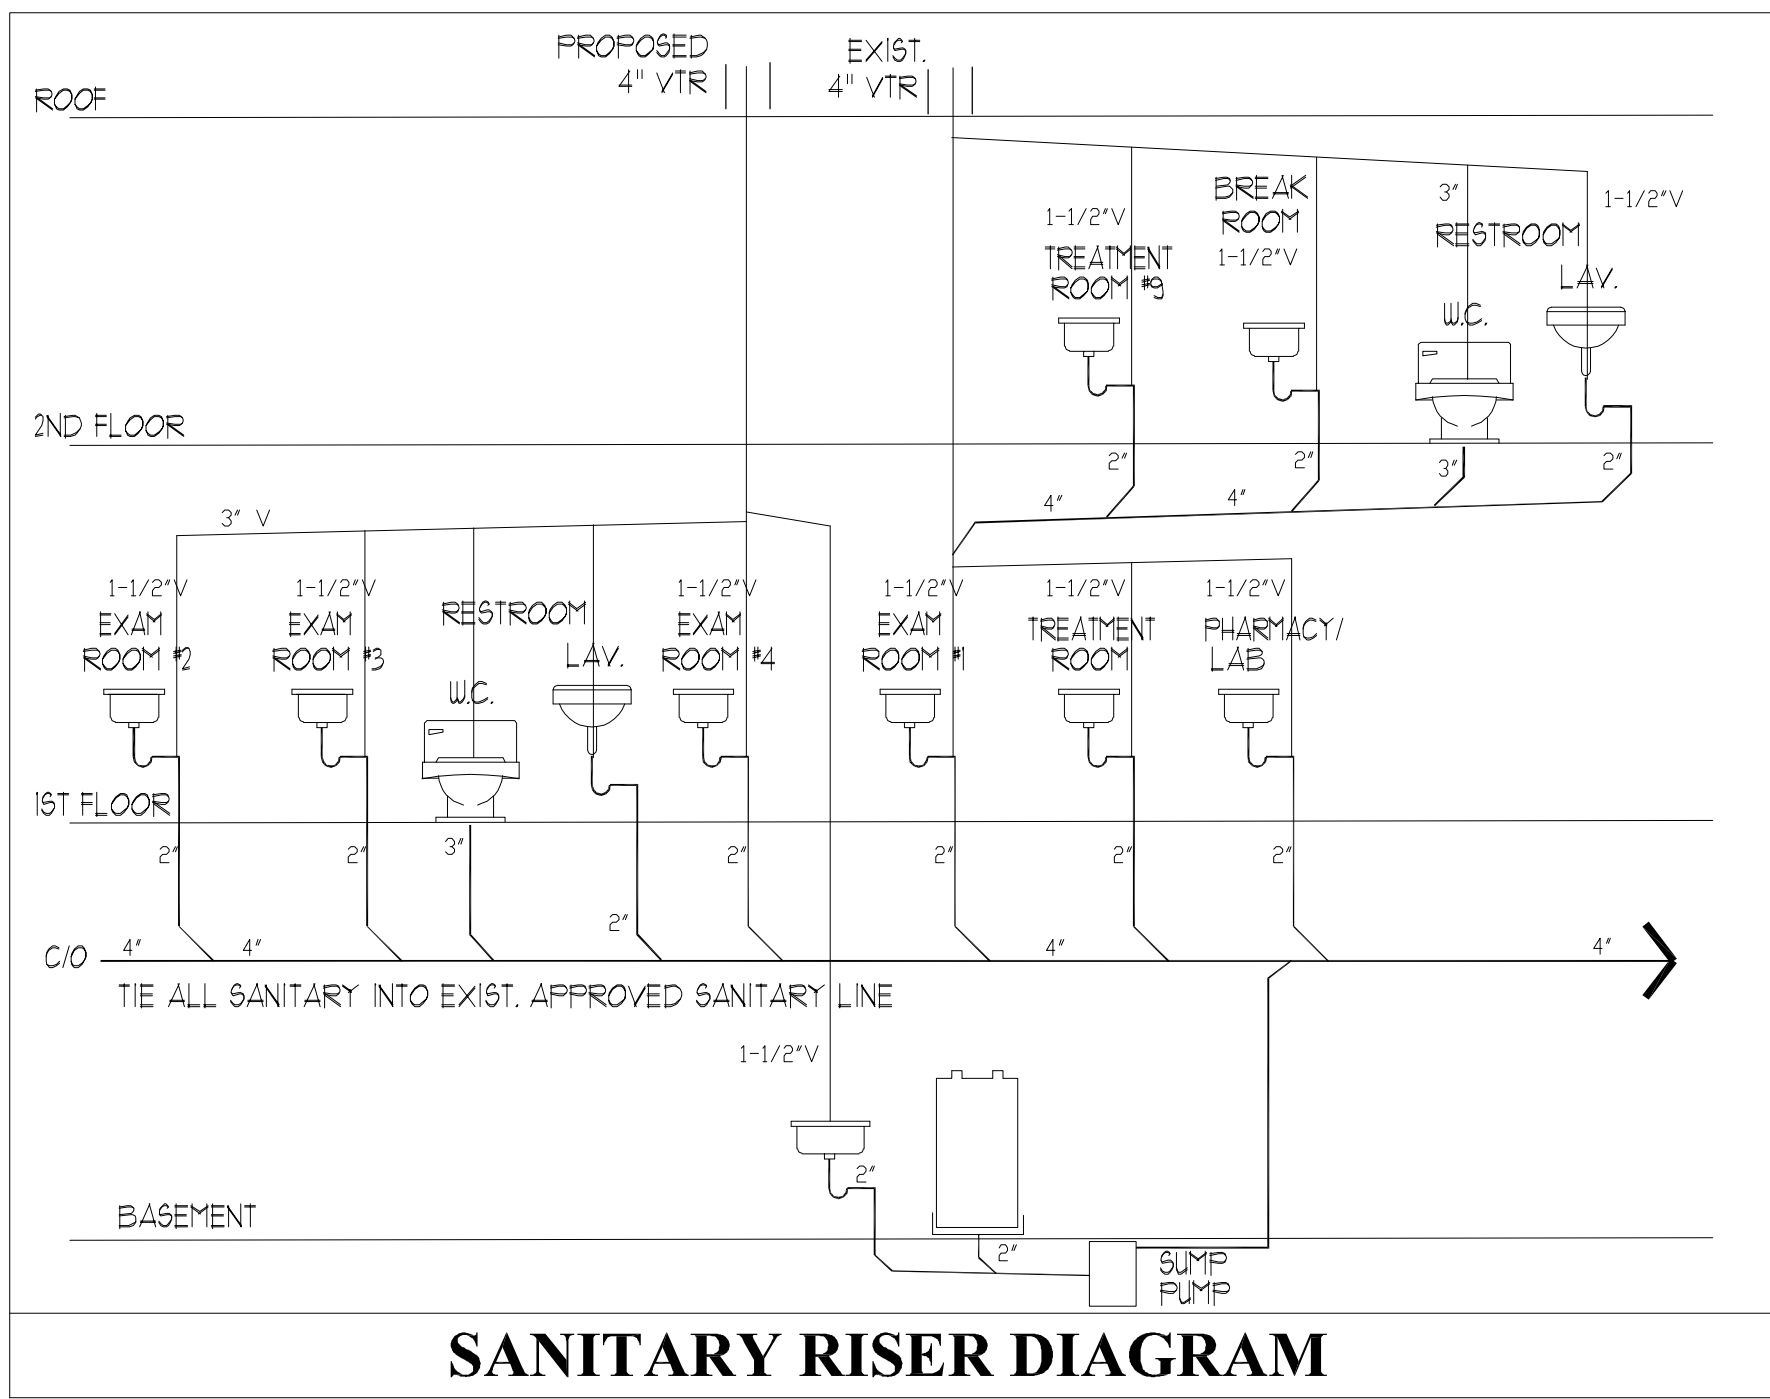 PROPOSED
4" VTR
EXIST.
4" VTR
ROOF
BREAK
ROOM
1-1/2"V
3"
1-1/2"V
1-1/2"V
TREATMENT
ROOM #9
RESTROOM
LAV.
W.C.
2ND FLOOR
2"
2"
3"
2"
4"
4"
3" V
1-1/2"V
EXAM
ROOM #2
1-1/2"V
EXAM
ROOM #3
RESTROOM
W.C.
LAV.
1-1/2"V
EXAM
ROOM #4
1-1/2"V
EXAM
ROOM #1
1-1/2"V
TREATMENT
ROOM
1-1/2"V
PHARMACY/
LAB
1ST FLOOR
2"
2"
3"
2"
2"
2"
2"
2"
C/O
4"
4"
4"
4"
TIE ALL SANITARY INTO EXIST. APPROVED SANITARY LINE
1-1/2"V
2"
BASEMENT
2"
SUMP
PUMP
SANITARY RISER DIAGRAM